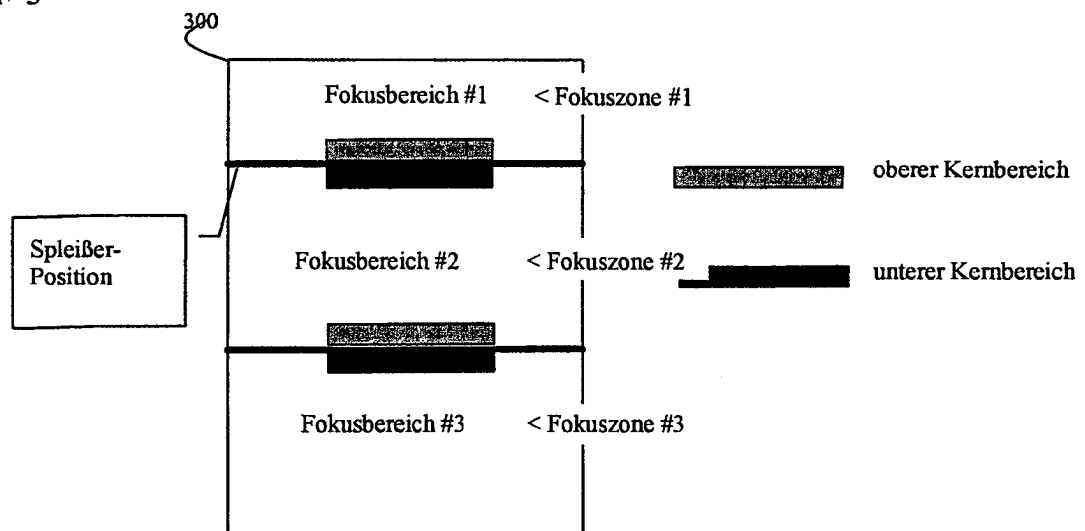 300
Fokusbereich #1 < Fokuszone #1
oberer Kernbereich
Spleißer-
Position
Fokusbereich #2 < Fokuszone #2
unterer Kernbereich
Fokusbereich #3 < Fokuszone #3